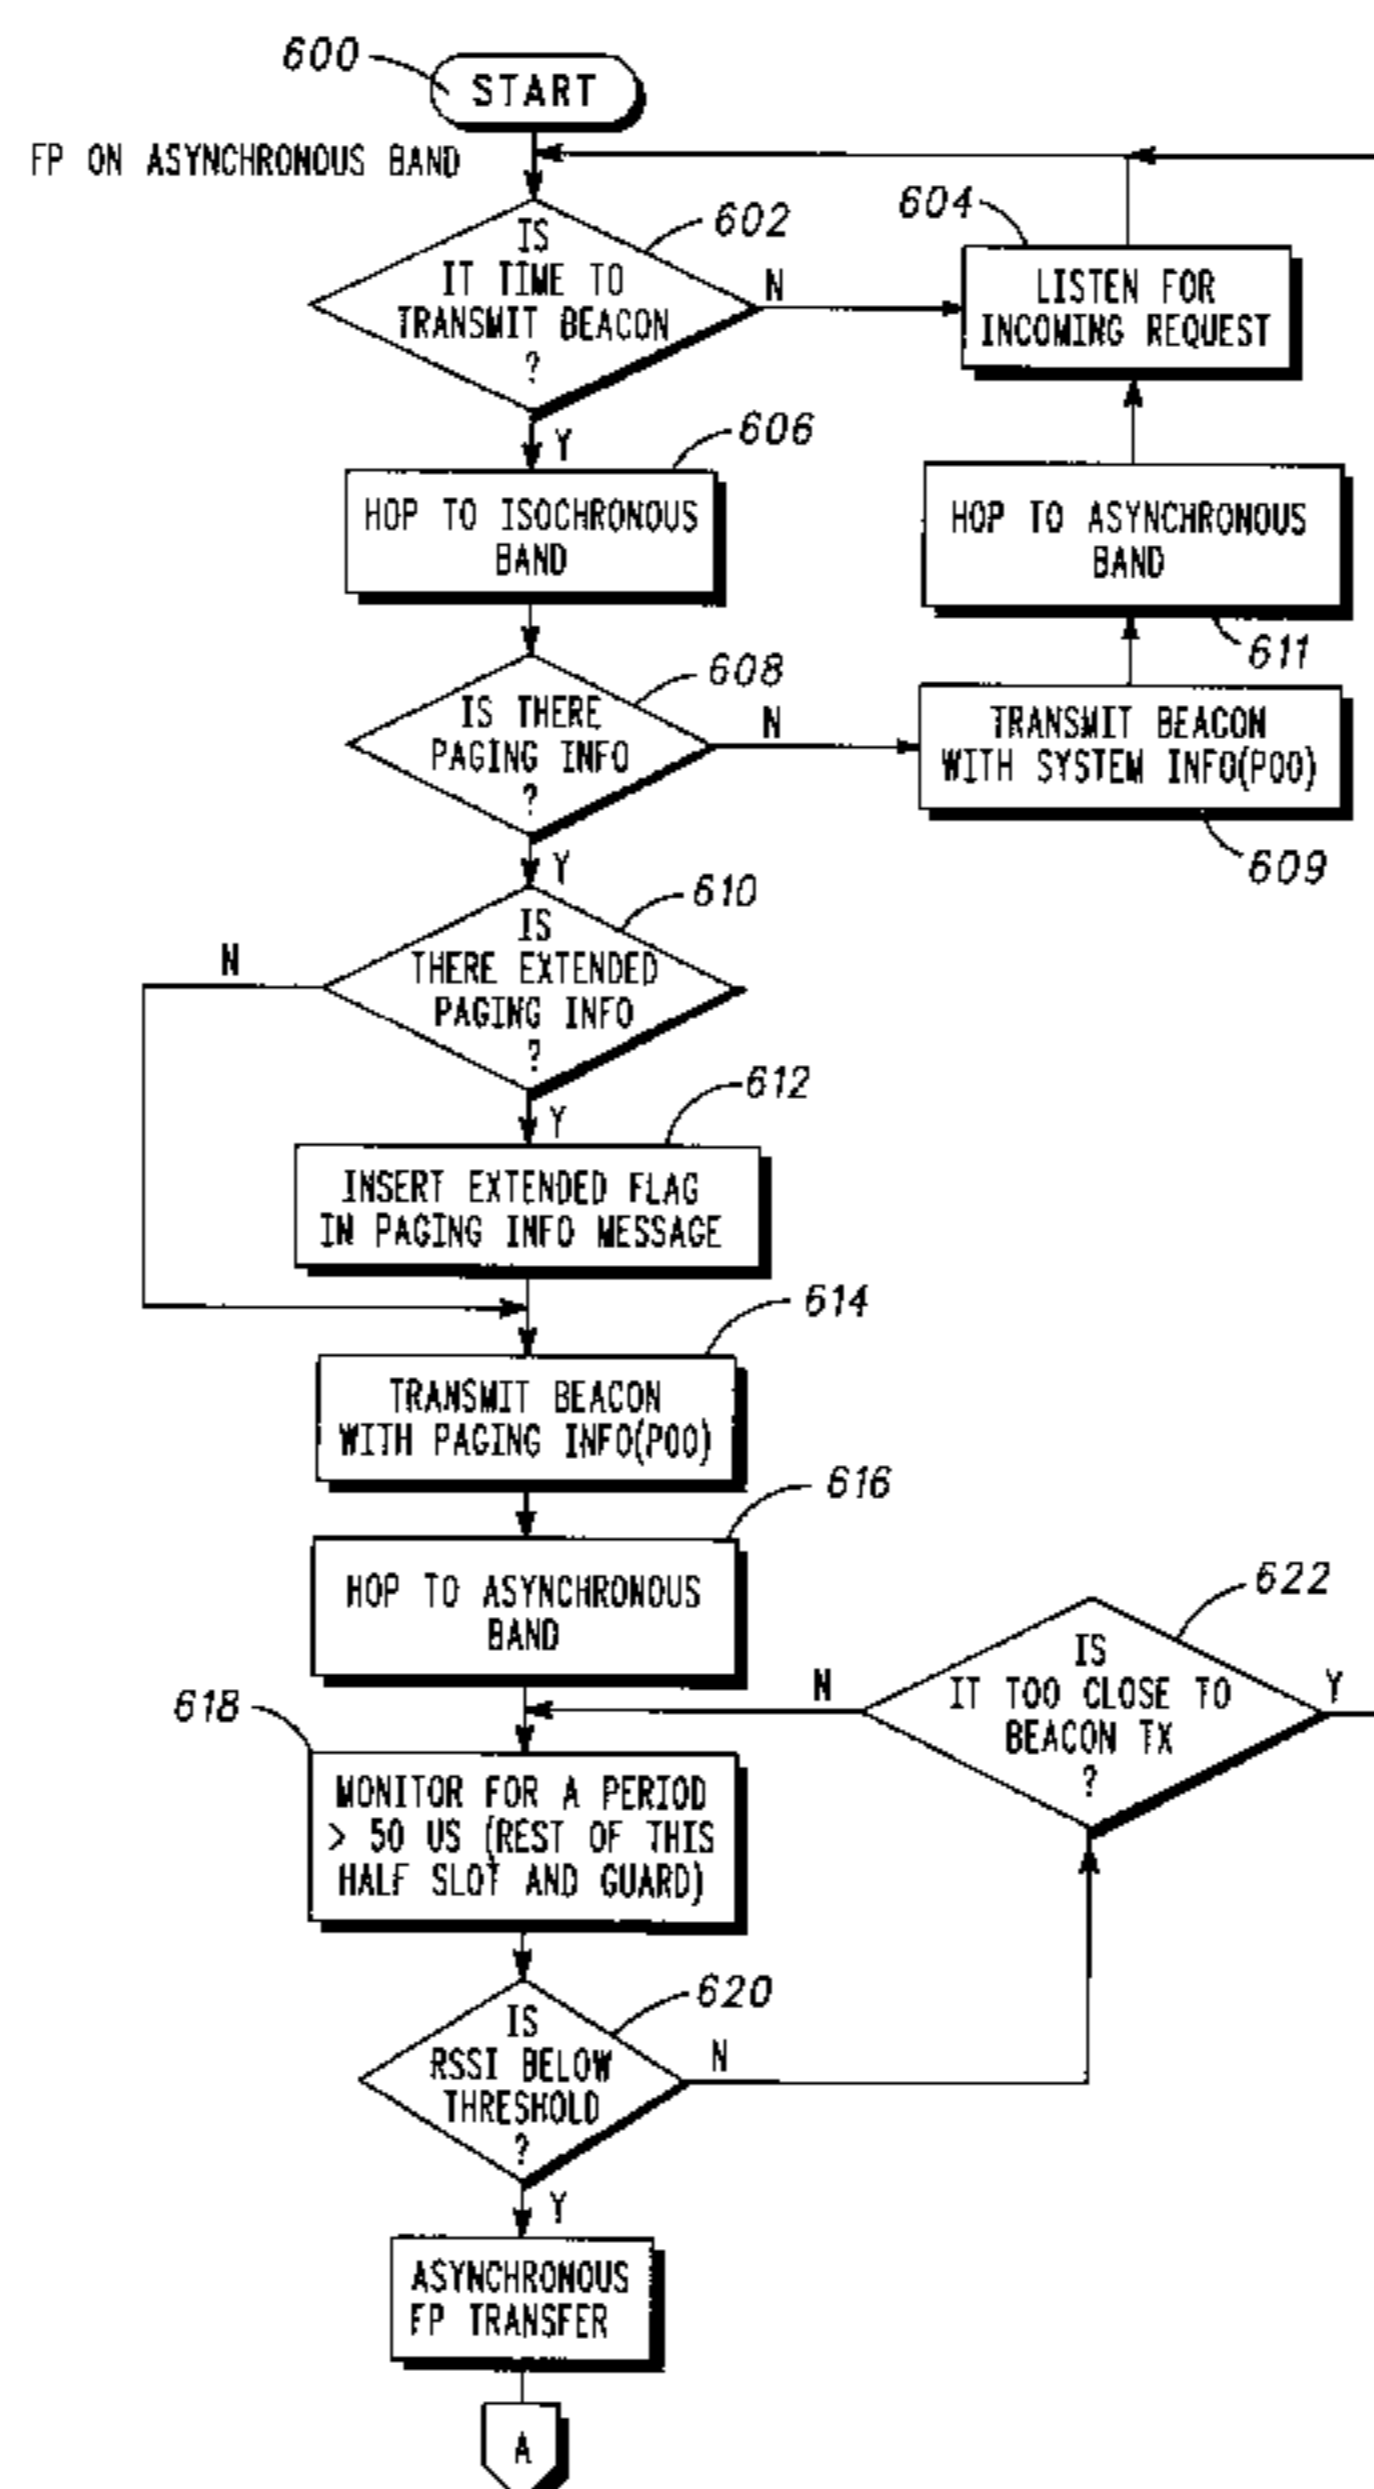 600
START
FP ON ASYNCHRONOUS BAND
602
IS
IT TIME TO
TRANSMIT BEACON
?
N
604
LISTEN FOR
INCOMING REQUEST
Y
606
HOP TO ISOCHRONOUS
BAND
HOP TO ASYNCHRONOUS
BAND
611
608
IS THERE
PAGING INFO
?
N
TRANSMIT BEACON
WITH SYSTEM INFO(P00)
609
Y
610
IS
THERE EXTENDED
PAGING INFO
?
N
612
Y
INSERT EXTENDED FLAG
IN PAGING INFO MESSAGE
614
TRANSMIT BEACON
WITH PAGING INFO(P00)
616
HOP TO ASYNCHRONOUS
BAND
622
IS
IT TOO CLOSE TO
BEACON TX
?
N
Y
618
MONITOR FOR A PERIOD
> 50 US (REST OF THIS
HALF SLOT AND GUARD)
620
IS
RSSI BELOW
THRESHOLD
?
N
Y
ASYNCHRONOUS
FP TRANSFER
A